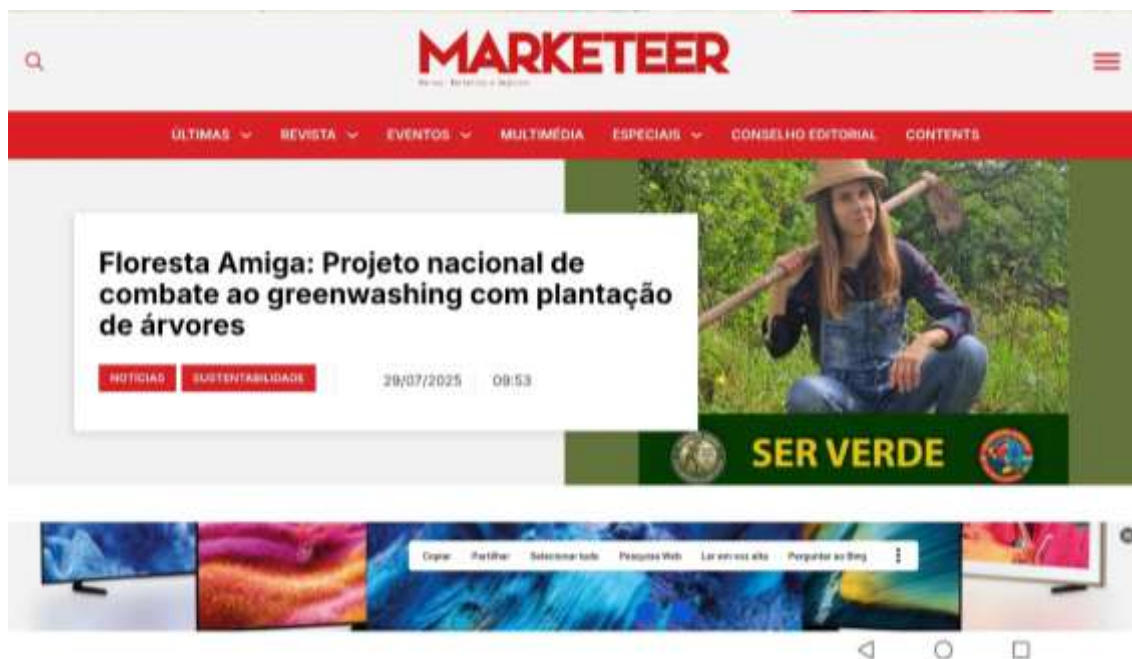 MARKETEER
ÚLTIMAS REVISTA EVENTOS MULTIMÉDIA ESPECIAIS CONSELHO EDITORIAL CONTENTS
Floresta Amiga: Projeto nacional de
combate ao greenwashing com plantação
de árvores
NOTÍCIAS SUSTENTABILIDADE 29/07/2025 09:53
SER VERDE
Copiar Partilhar Selecionar tudo Pesquisa Web Ler em voz alta Perguntar ao Bing